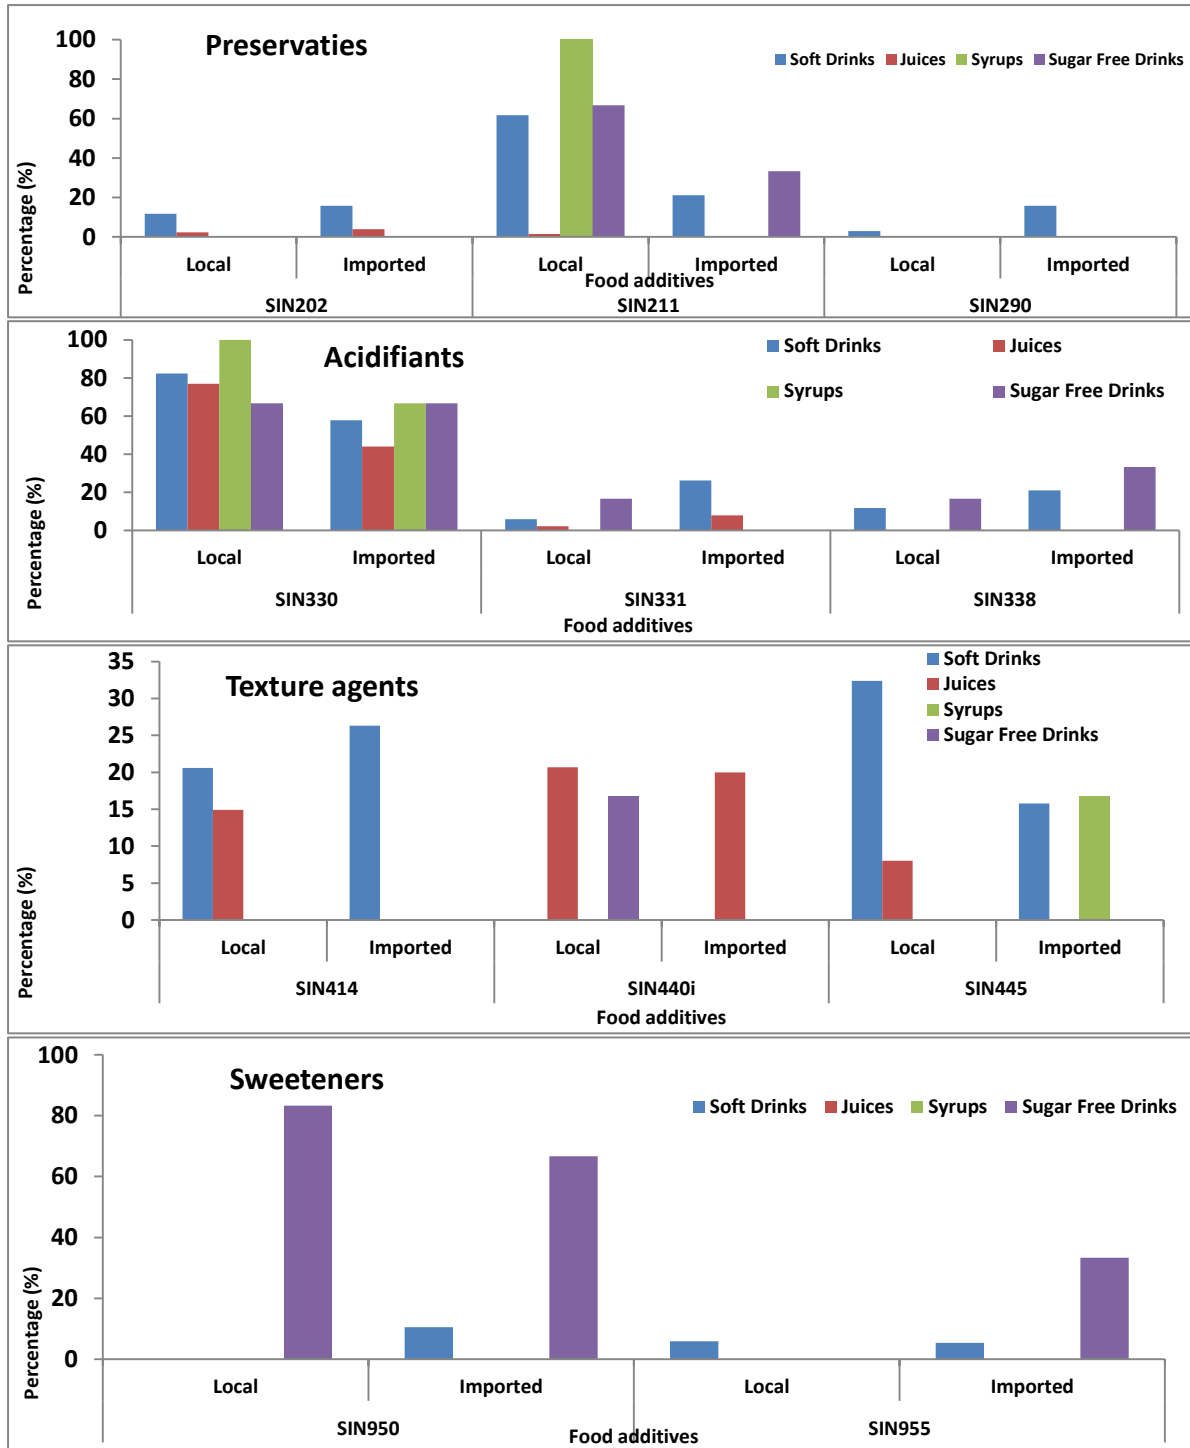 Preservaties
Soft Drinks Juices Syrups Sugar Free Drinks
Percentage (%)
100
80
60
40
20
0
Local Imported Local Imported Local Imported
Food additives
SIN202 SIN211 SIN290
Acidifiants
Soft Drinks Juices
Syrups Sugar Free Drinks
Percentage (%)
100
80
60
40
20
0
Local Imported Local Imported Local Imported
SIN330 SIN331 SIN338
Food additives
Texture agents
Soft Drinks
Juices
Syrups
Sugar Free Drinks
Percentage (%)
35
30
25
20
15
10
5
0
Local Imported Local Imported Local Imported
SIN414 SIN440i SIN445
Food additives
Sweeteners
Soft Drinks Juices Syrups Sugar Free Drinks
Percentage (%)
100
80
60
40
20
0
Local Imported Local Imported
SIN950 SIN955
Food additives